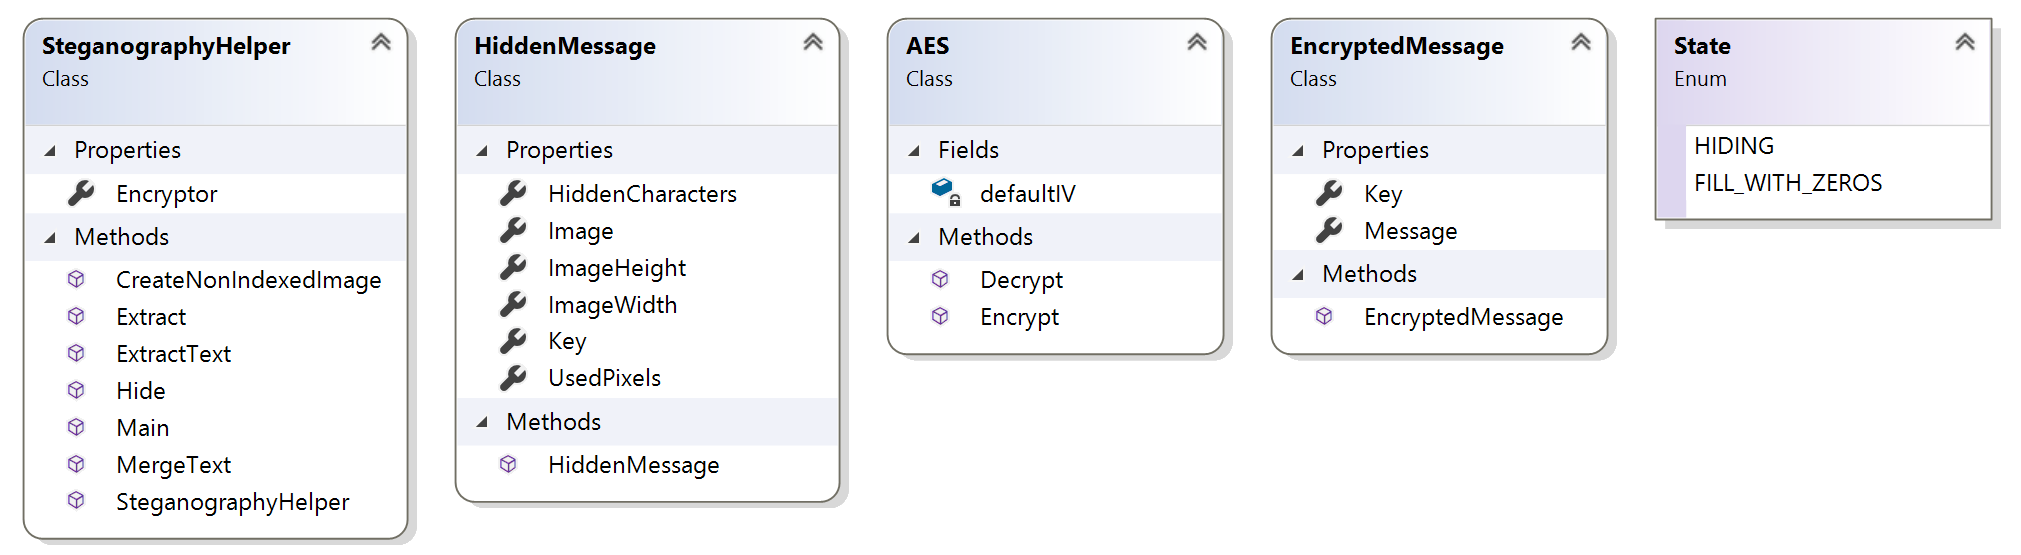 SteganographyHelper
Class
Properties
Encryptor
Methods
CreateNonIndexedImage
Extract
ExtractText
Hide
Main
MergeText
SteganographyHelper
HiddenMessage
Class
Properties
HiddenCharacters
Image
ImageHeight
ImageWidth
Key
UsedPixels
Methods
HiddenMessage
AES
Class
Fields
defaultIV
Methods
Decrypt
Encrypt
EncryptedMessage
Class
Properties
Key
Message
Methods
EncryptedMessage
State
Enum
HIDING
FILL_WITH_ZEROS